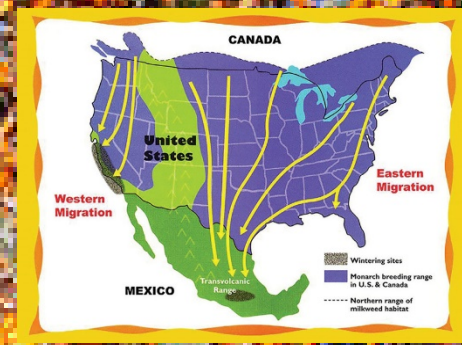 CANADA
United
States
Western
Migration
Eastern
Migration
MEXICO
Transvolcanic
Range
Wintering sites
Monarch breeding range
in U.S. & Canada
Northern range of
milkweed habitat